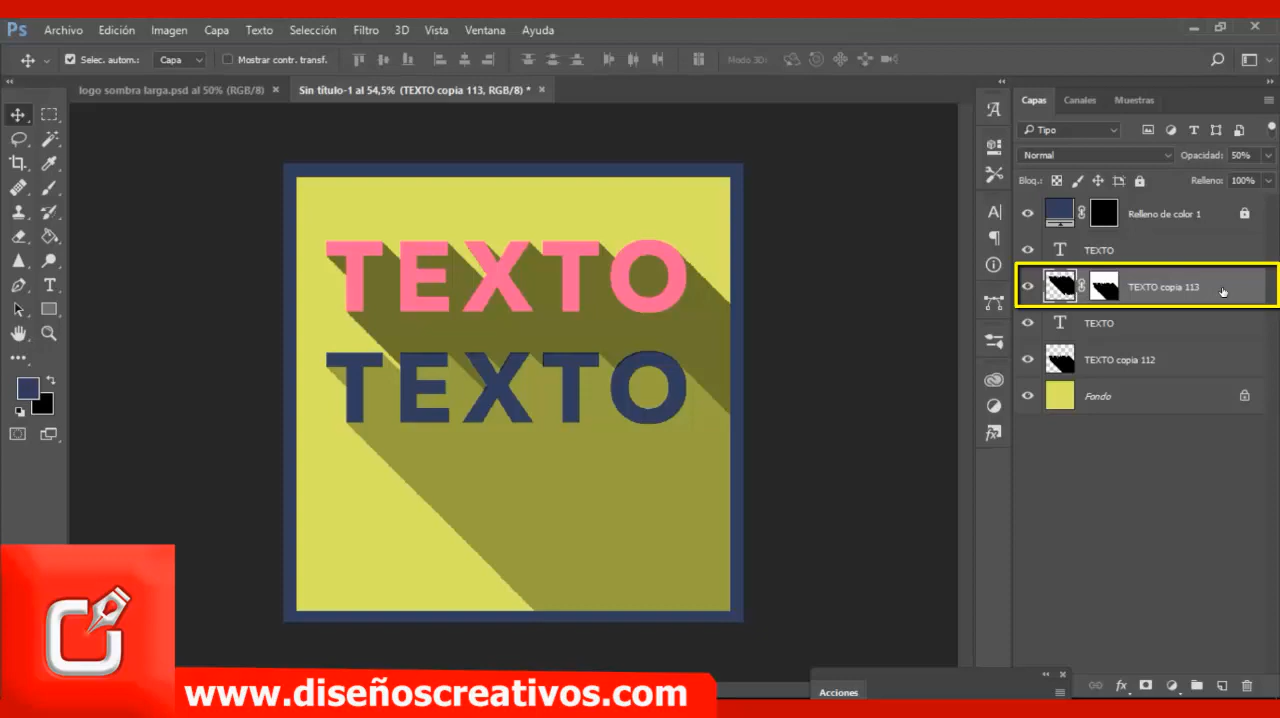 Ps Archivo Edición Imagen Capa Texto Selección Filtro 3D Vista Ventana Ayuda
Selec. autom.: Capa Mostrar contr. transf. Modo 3D:
logo sombra larga.psd al 50% (RGB/8) × Sin título-1 al 54,5% (TEXTO copia 113, RGB/8) * ×
Capas Canales Muestras
Tipo
Normal Opacidad: 50%
Bloq.: Relleno: 100%
Relleno de color 1
TEXTO
TEXTO copia 113
TEXTO
TEXTO copia 112
Fondo
TEXTO
TEXTO
Acciones
www.diseñoscreativos.com